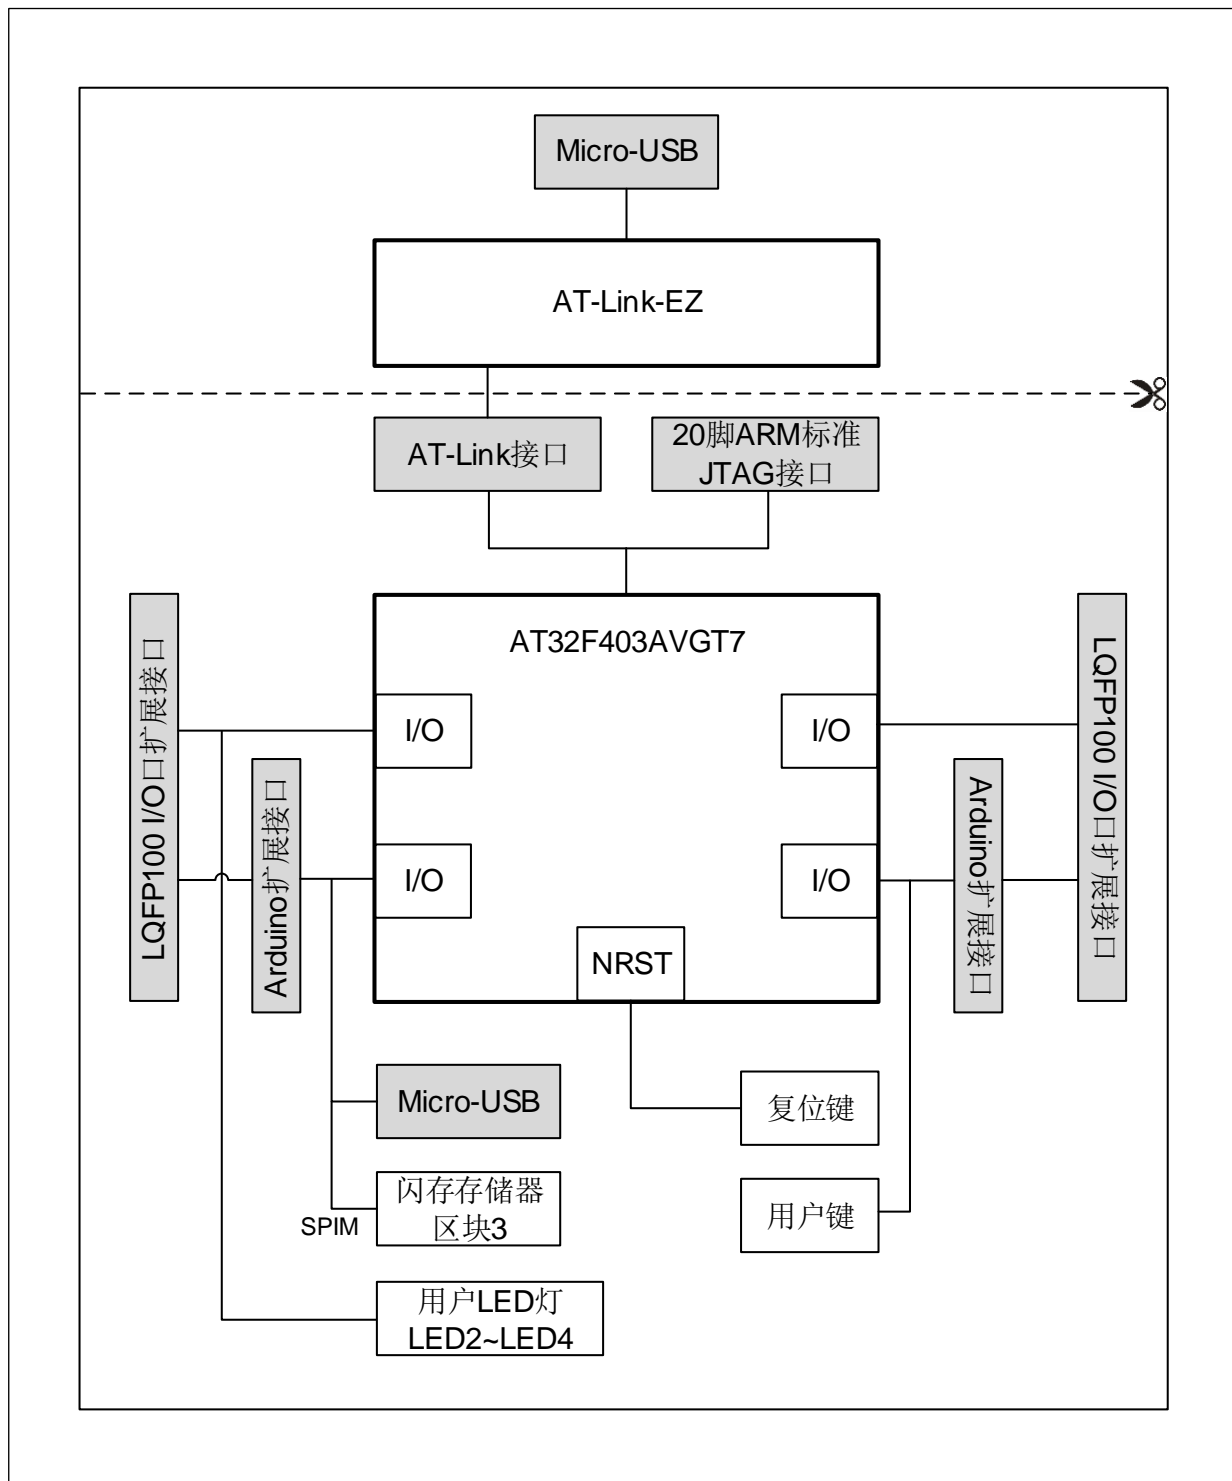 Micro-USB
AT-Link-EZ
AT-Link接口
20脚ARM标准
JTAG接口
AT32F403AVGT7
LQFP100 I/O口扩展接口
I/O
I/O
LQFP100 I/O口扩展接口
Arduino扩展接口
I/O
I/O
Arduino扩展接口
NRST
Micro-USB
复位键
闪存存储器
区块3
SPIM
用户键
用户LED灯
LED2~LED4